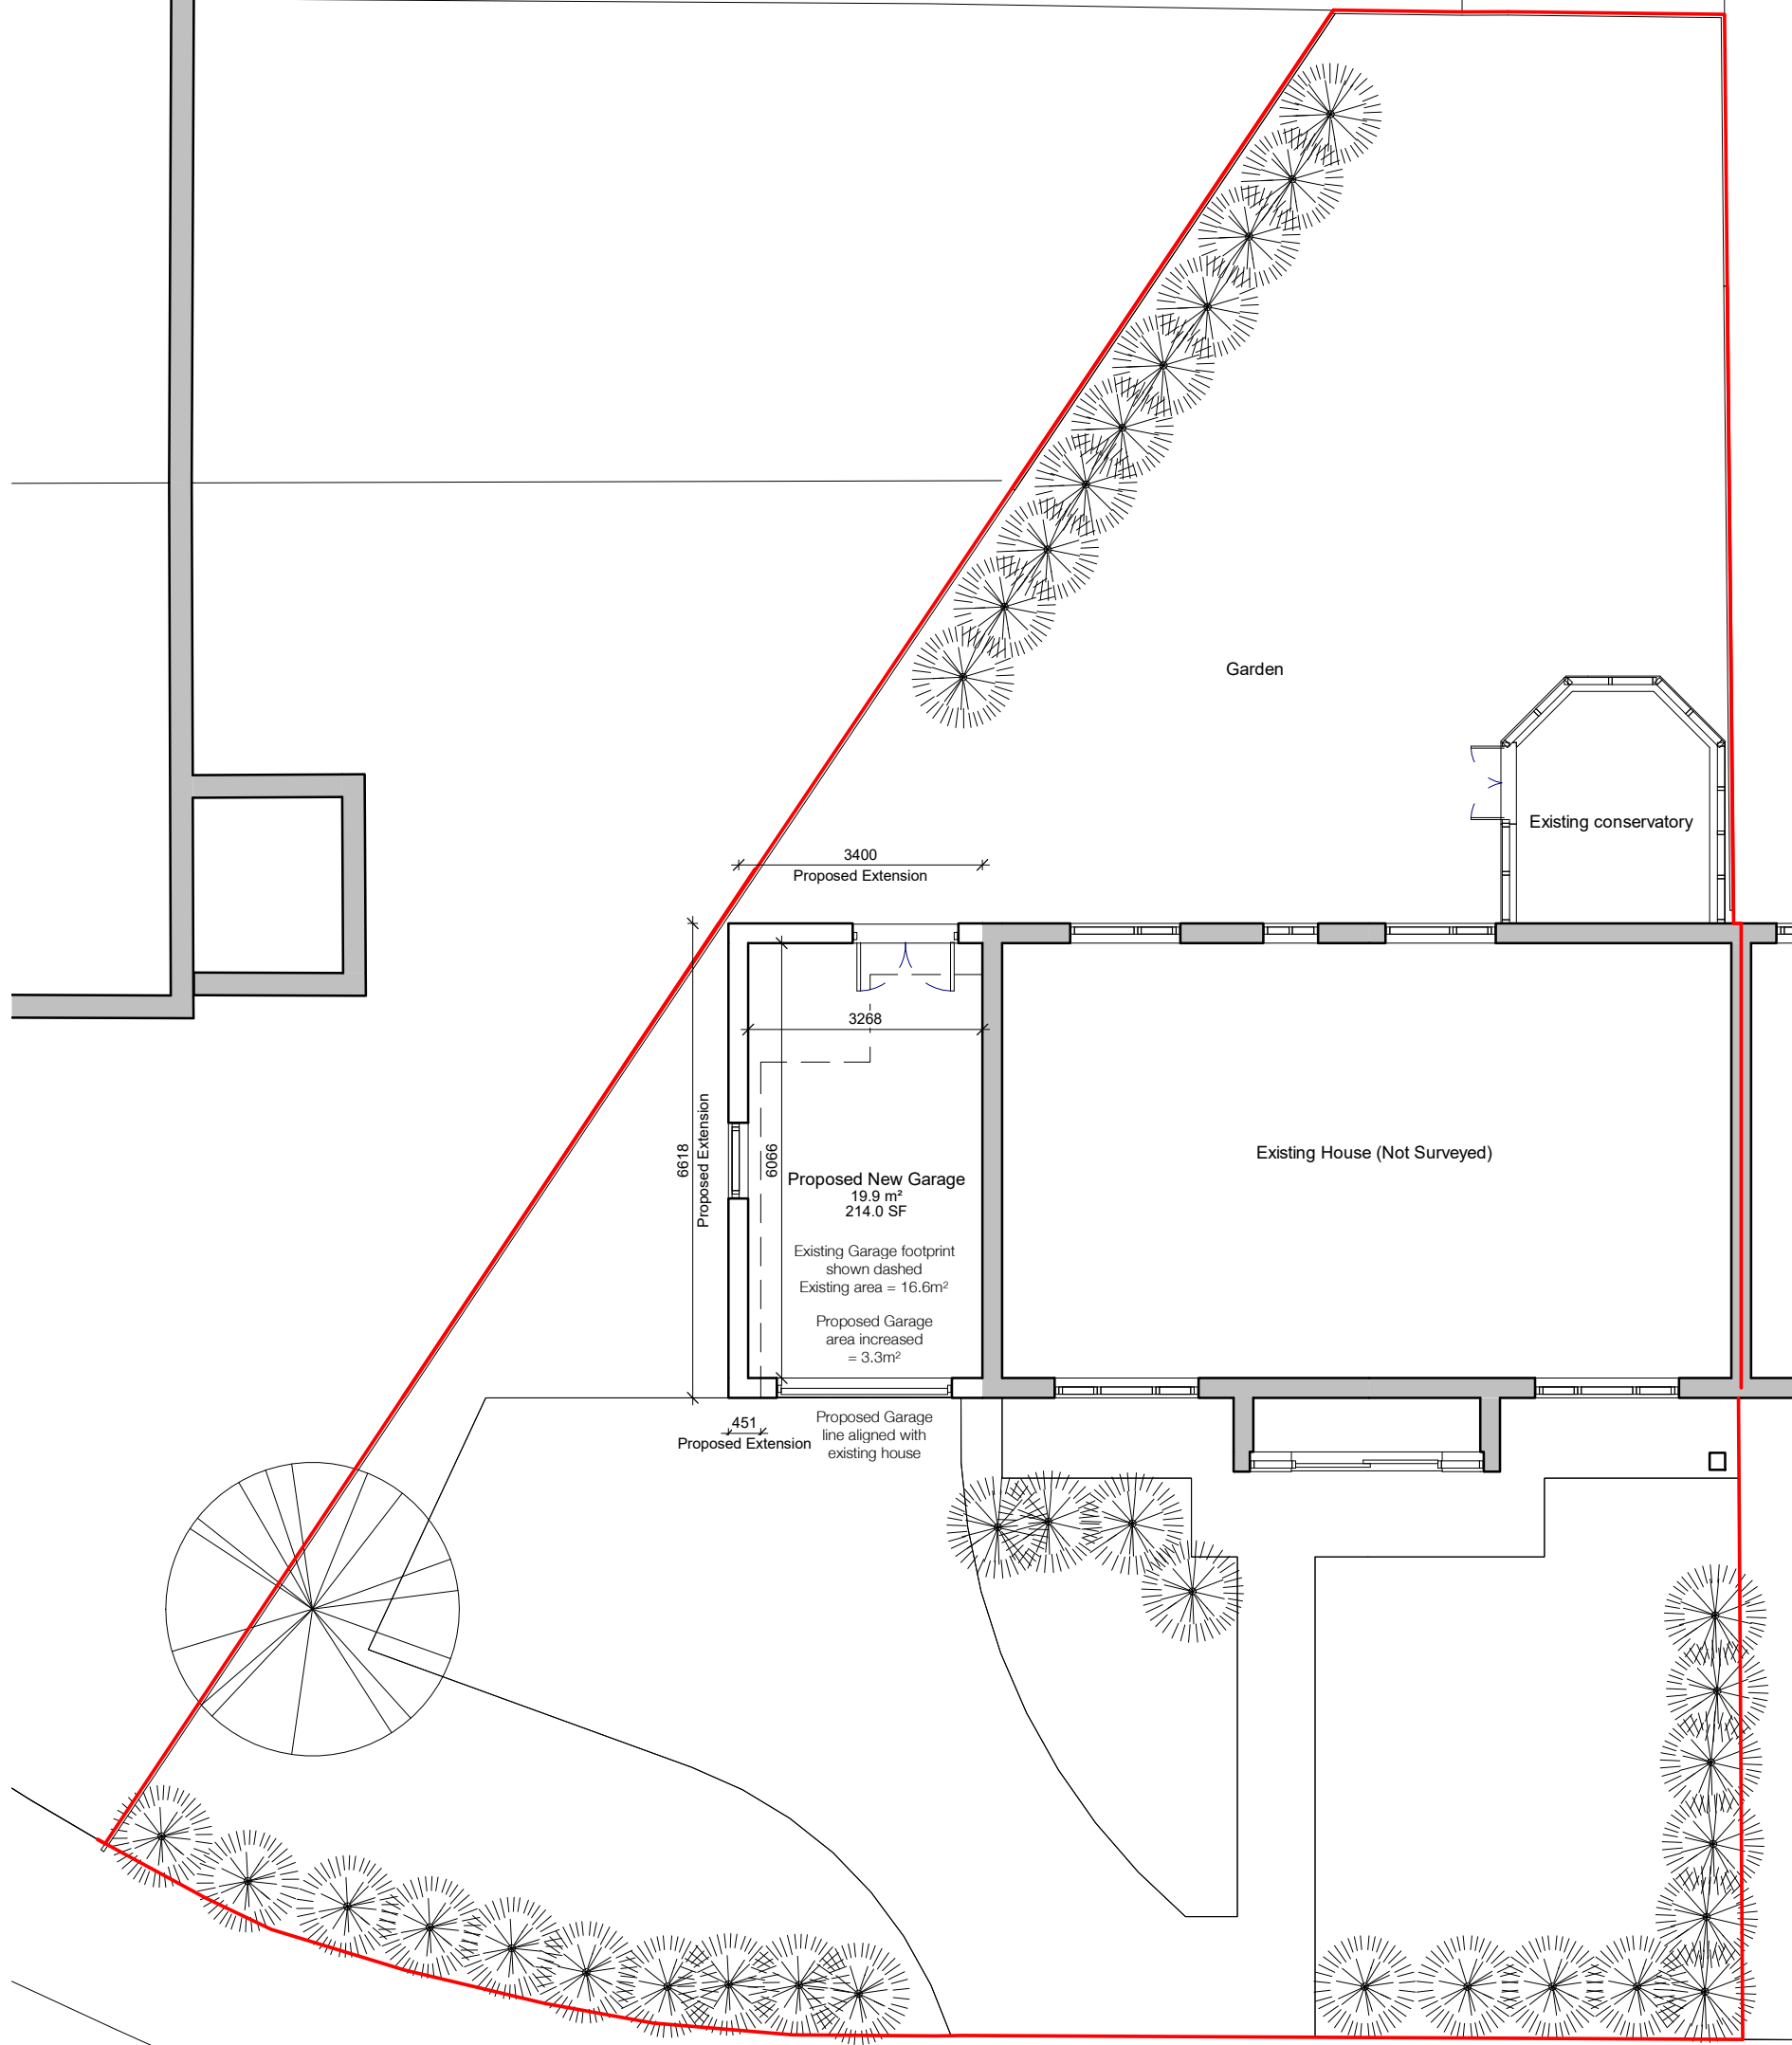 Garden
Existing conservatory
3400
Proposed Extension
3268
6618
Proposed Extension
6066
Proposed New Garage
19.9 m²
214.0 SF
Existing Garage footprint
shown dashed
Existing area = 16.6m²
Proposed Garage
area increased
= 3.3m²
Existing House (Not Surveyed)
451
Proposed Extension
Proposed Garage
line aligned with
existing house